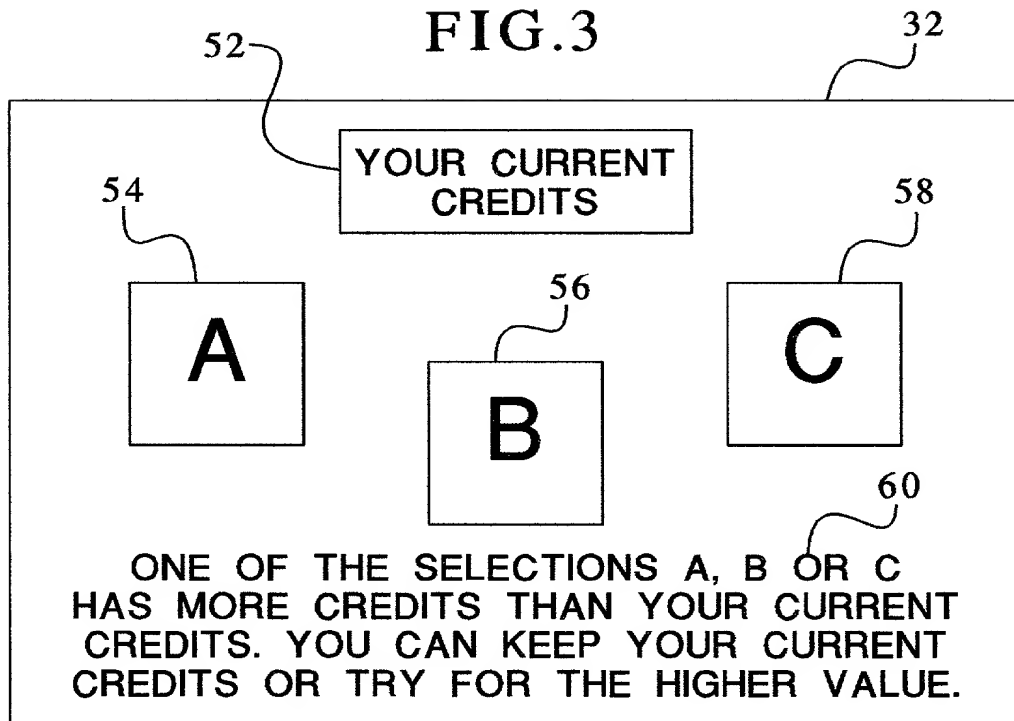 FIG.3
52
32
YOUR CURRENT
CREDITS
54
58
A
56
C
B
60
ONE OF THE SELECTIONS A, B OR C
HAS MORE CREDITS THAN YOUR CURRENT
CREDITS. YOU CAN KEEP YOUR CURRENT
CREDITS OR TRY FOR THE HIGHER VALUE.